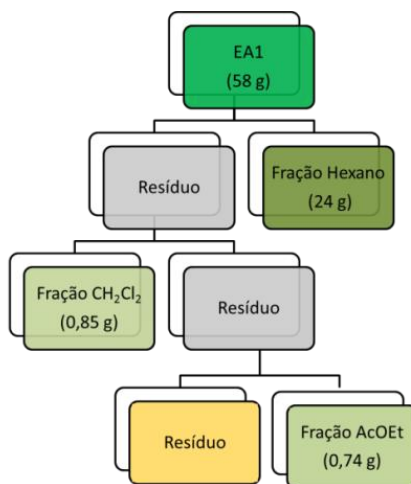 EA1
(58 g)
Resíduo
Fração Hexano
(24 g)
Fração CH₂Cl₂
(0,85 g)
Resíduo
Resíduo
Fração AcOEt
(0,74 g)